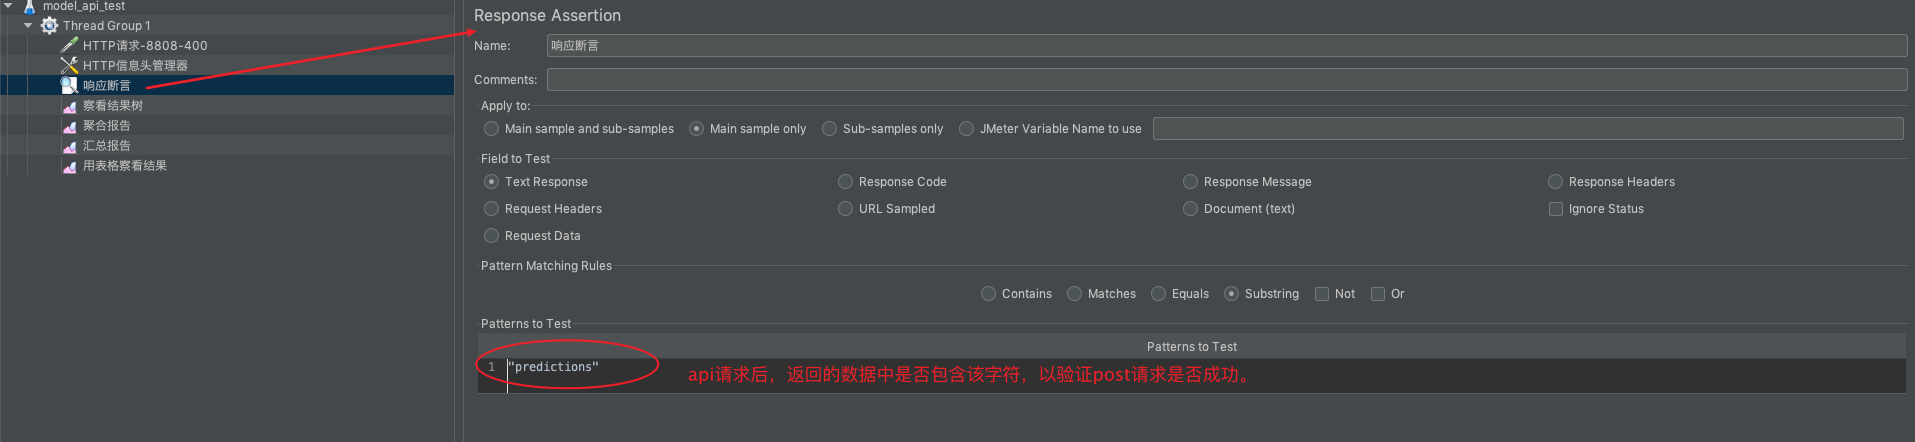 model_api_test
Thread Group 1
HTTP请求-8808-400
HTTP信息头管理器
响应断言
察看结果树
聚合报告
汇总报告
用表格察看结果
Response Assertion
Name: 响应断言
Comments:
Apply to:
Main sample and sub-samples Main sample only Sub-samples only JMeter Variable Name to use
Field to Test
Text Response Response Code Response Message Response Headers
Request Headers URL Sampled Document (text) Ignore Status
Request Data
Pattern Matching Rules
Contains Matches Equals Substring Not Or
Patterns to Test
Patterns to Test
1 "predictions"
api请求后，返回的数据中是否包含该字符，以验证post请求是否成功。